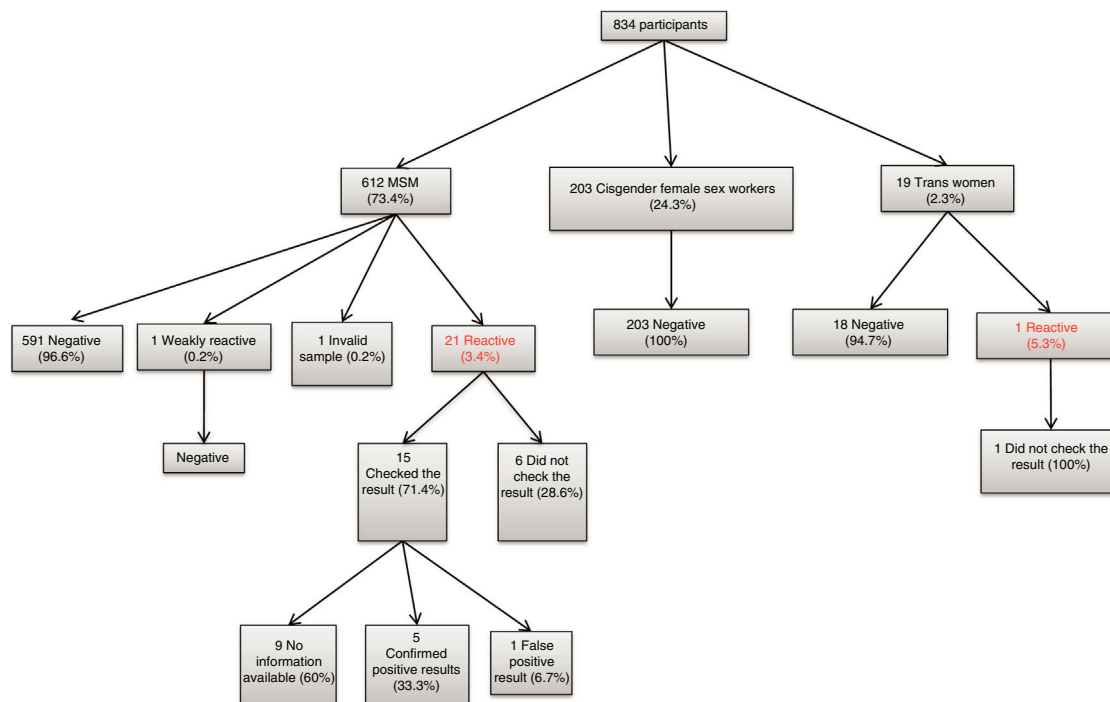 834 participants
612 MSM
(73.4%)
203 Cisgender female sex workers
(24.3%)
19 Trans women
(2.3%)
591 Negative
(96.6%)
1 Weakly reactive
(0.2%)
1 Invalid
sample (0.2%)
21 Reactive
(3.4%)
203 Negative
(100%)
18 Negative
(94.7%)
1 Reactive
(5.3%)
Negative
15
Checked the
result (71.4%)
6 Did not
check the
result (28.6%)
1 Did not check the
result (100%)
9 No
information
available (60%)
5
Confirmed
positive results
(33.3%)
1 False
positive
result (6.7%)